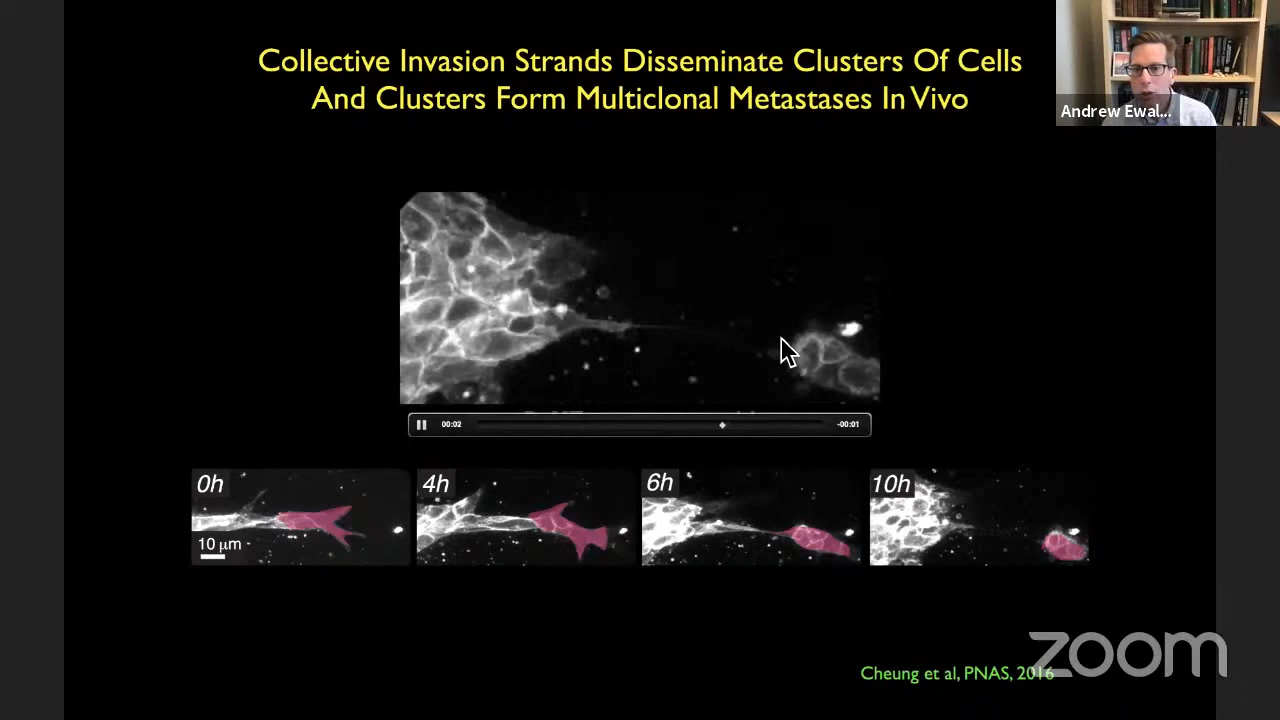 Collective Invasion Strands Disseminate Clusters Of Cells
And Clusters Form Multiclonal Metastases In Vivo
Andrew Ewal...
00:02
-00:01
0h
4h
6h
10h
10 µm
zoom
Cheung et al, PNAS, 2016